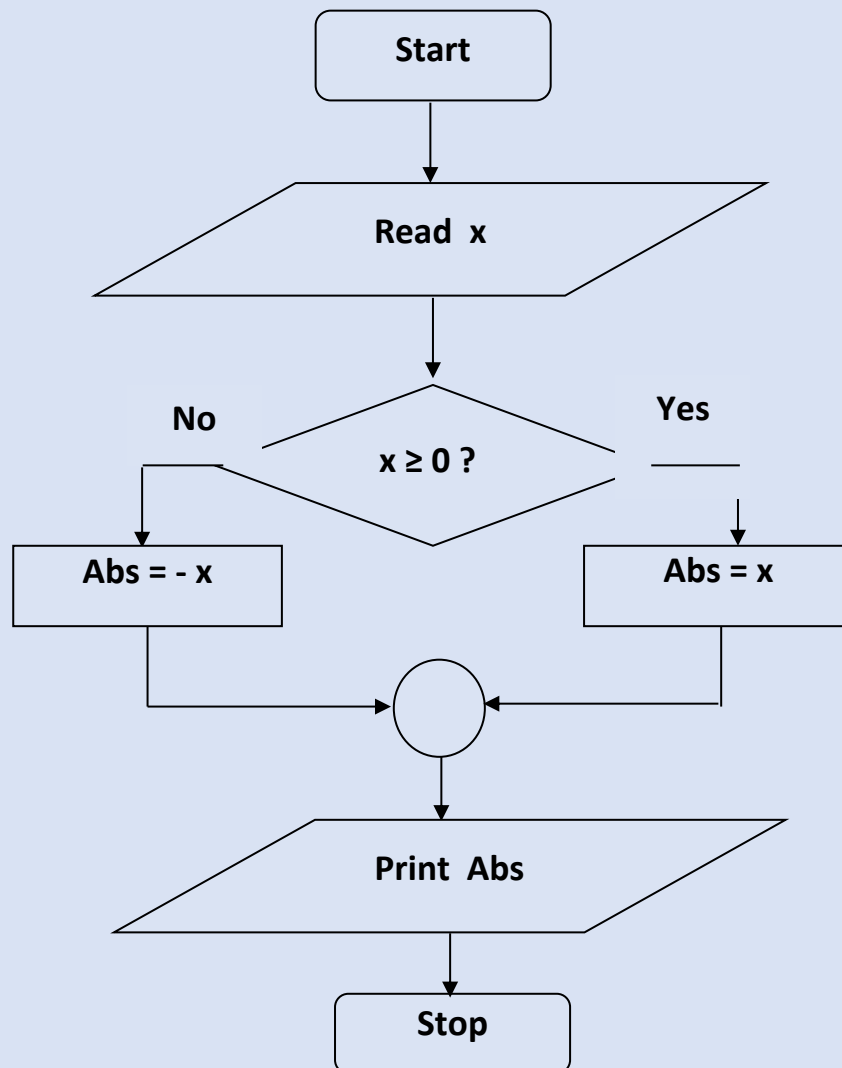 Start
Read x
No
Yes
x ≥ 0 ?
Abs = - x
Abs = x
Print Abs
Stop